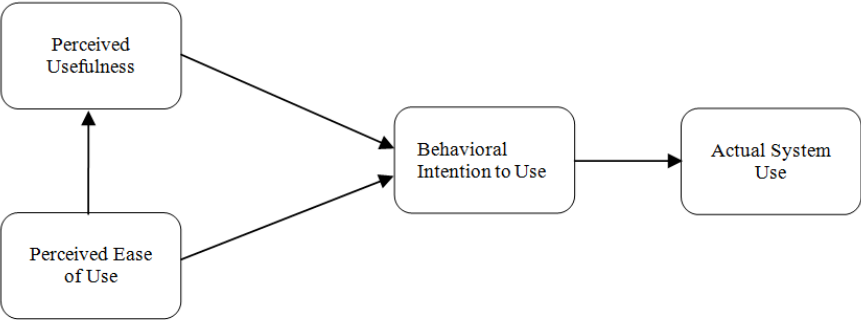 Perceived
Usefulness
Behavioral
Intention to Use
Actual System
Use
Perceived Ease
of Use